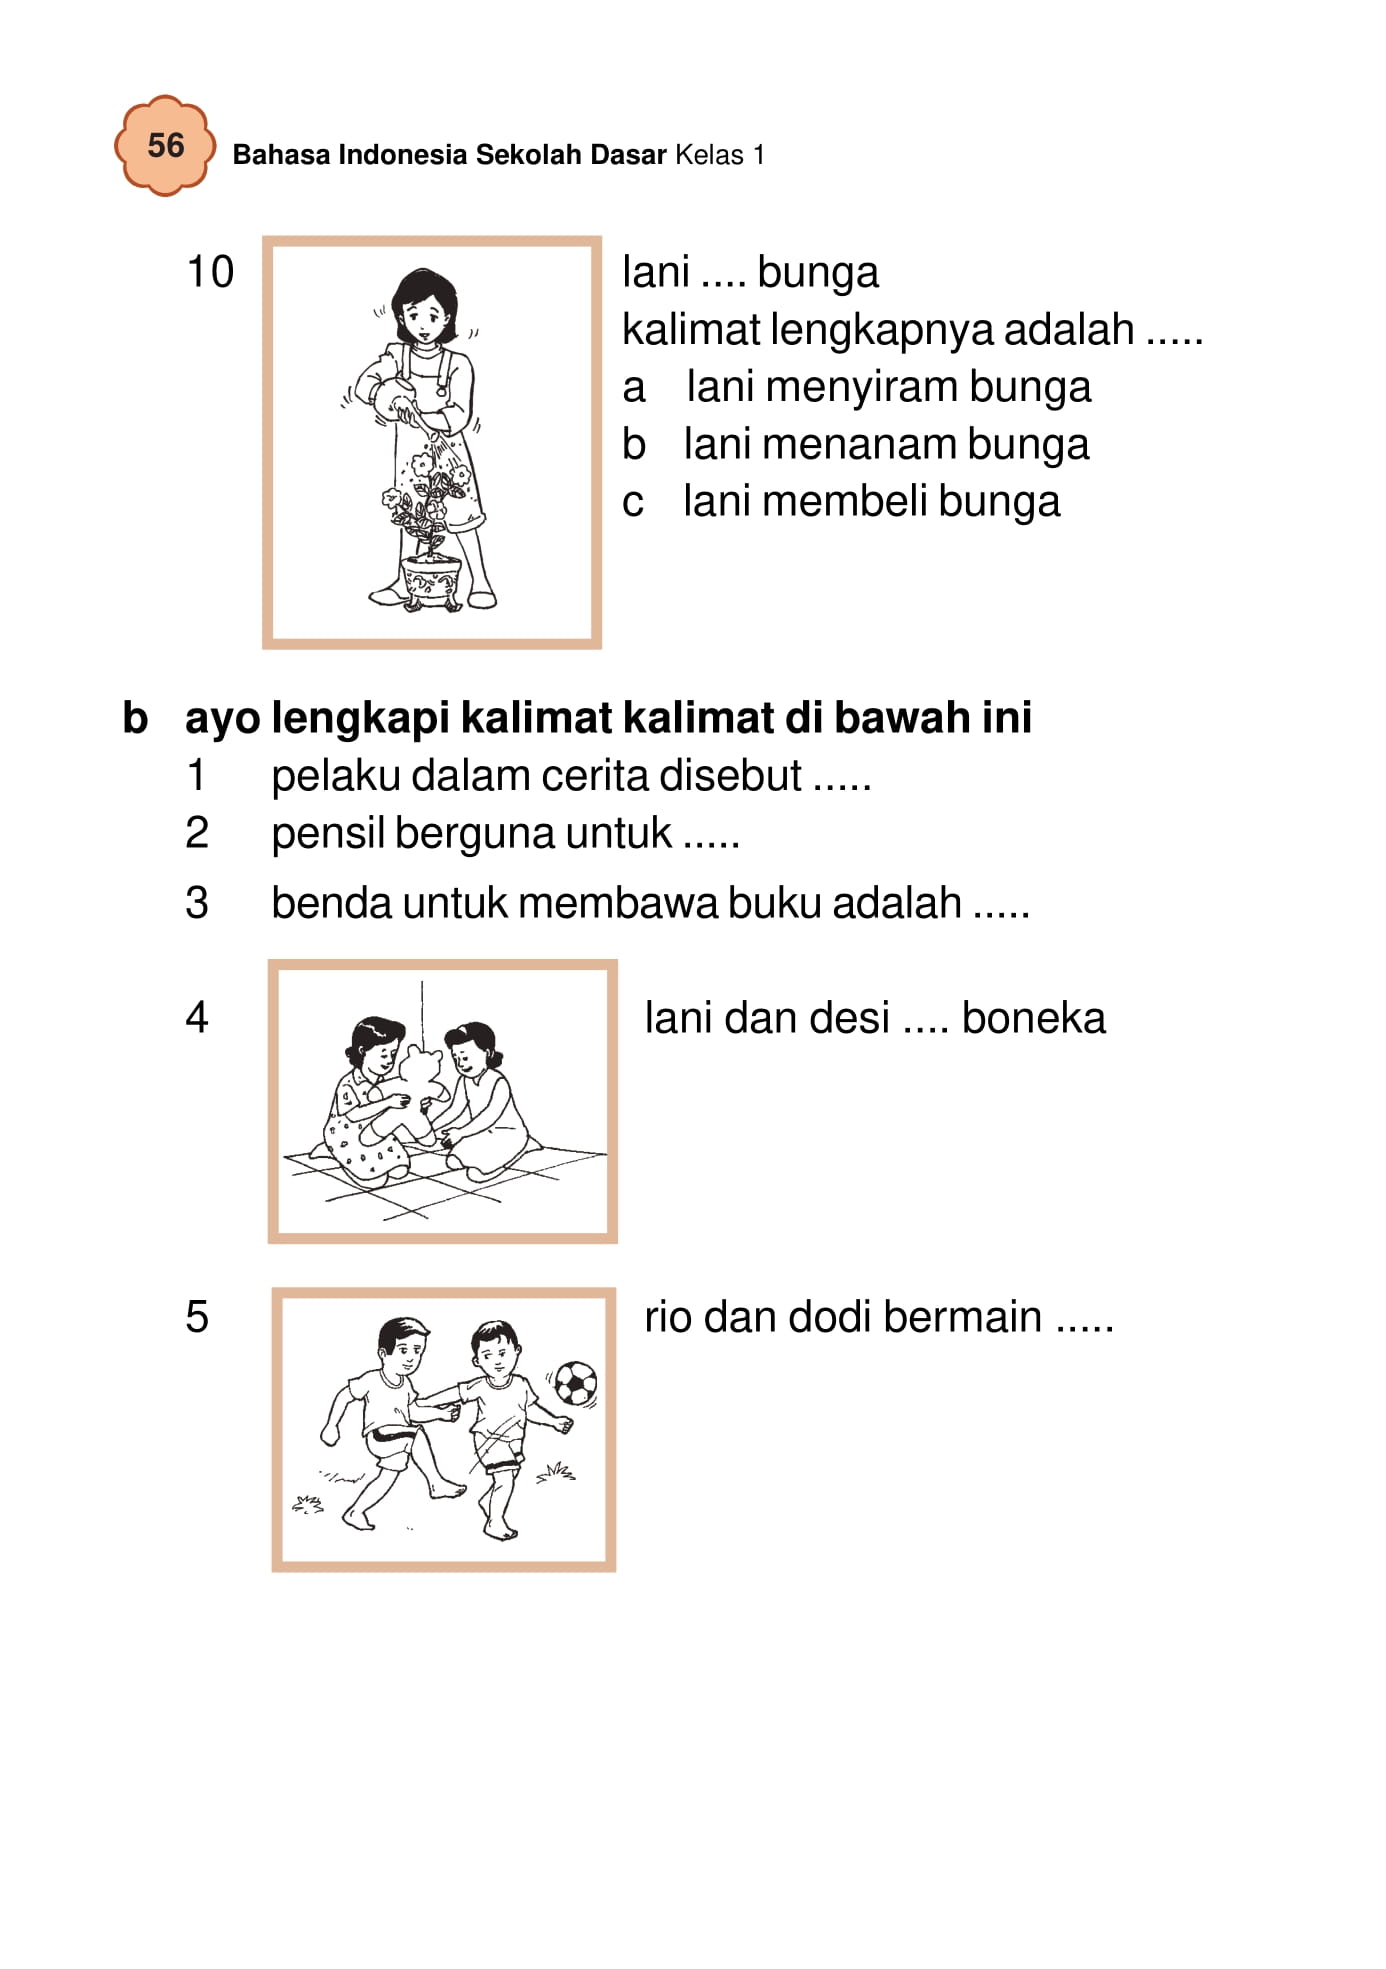 56
Bahasa Indonesia Sekolah Dasar Kelas 1
10
lani .... bunga
kalimat lengkapnya adalah .....
a lani menyiram bunga
b lani menanam bunga
c lani membeli bunga
b ayo lengkapi kalimat kalimat di bawah ini
1 pelaku dalam cerita disebut .....
2 pensil berguna untuk .....
3 benda untuk membawa buku adalah .....
4 lani dan desi .... boneka
5 rio dan dodi bermain .....